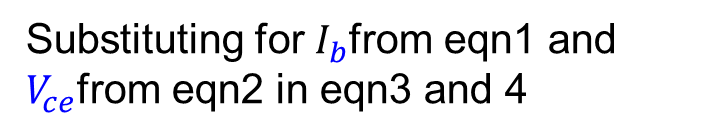 Substituting for I_b from eqn1 and
V_ce from eqn2 in eqn3 and 4